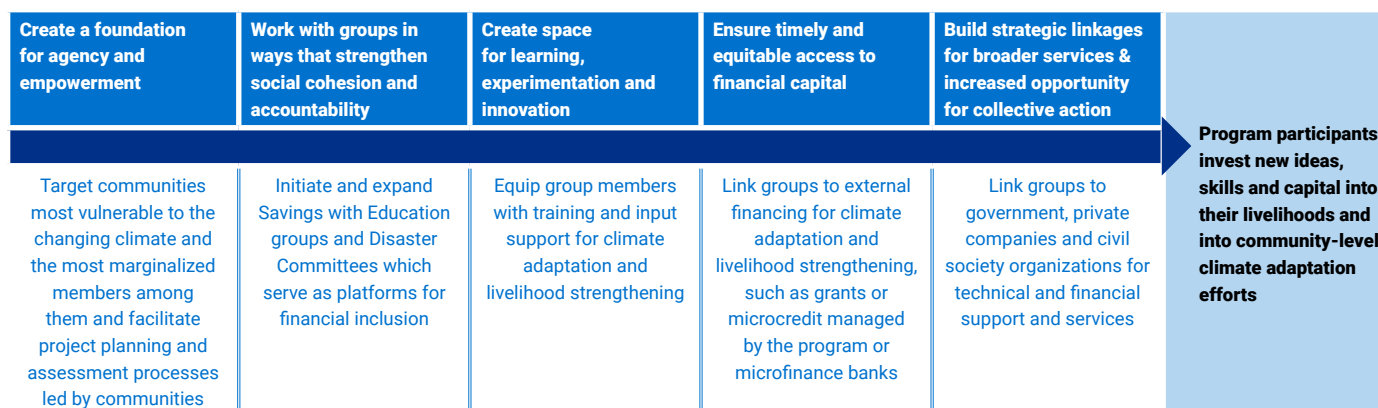 Create a foundation
for agency and
empowerment
Work with groups in
ways that strengthen
social cohesion and
accountability
Create space
for learning,
experimentation and
innovation
Ensure timely and
equitable access to
financial capital
Build strategic linkages
for broader services &
increased opportunity
for collective action
Target communities
most vulnerable to the
changing climate and
the most marginalized
members among
them and facilitate
project planning and
assessment processes
led by communities
Initiate and expand
Savings with Education
groups and Disaster
Committees which
serve as platforms for
financial inclusion
Equip group members
with training and input
support for climate
adaptation and
livelihood strengthening
Link groups to external
financing for climate
adaptation and
livelihood strengthening,
such as grants or
microcredit managed
by the program or
microfinance banks
Link groups to
government, private
companies and civil
society organizations for
technical and financial
support and services
Program participants
invest new ideas,
skills and capital into
their livelihoods and
into community-level
climate adaptation
efforts